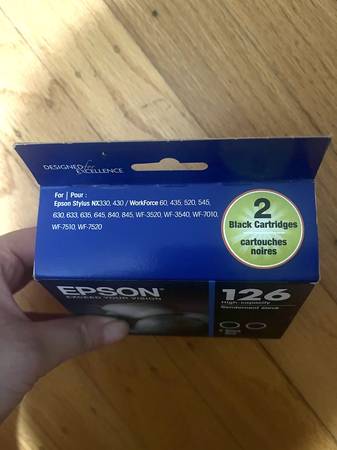 DESIGNED for
EXCELLENCE
For | Pour :
Epson Stylus NX330, 430 / WorkForce 60, 435, 520, 545,
630, 633, 635, 645, 840, 845, WF-3520, WF-3540, WF-7010,
WF-7510, WF-7520
2
Black Cartridges
cartouches
noires
EPSON
EXCEED YOUR VISION
126
High-capacity